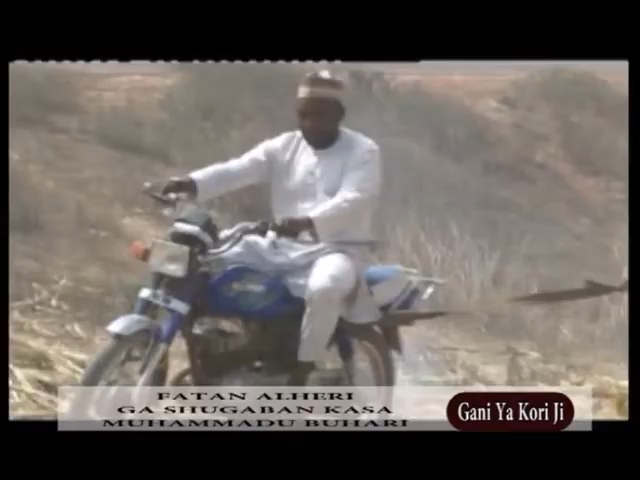 FATAN ALHERI
GA SHUGABAN KASA
MUHAMMADU BUHARI
Gani Ya Kori Ji